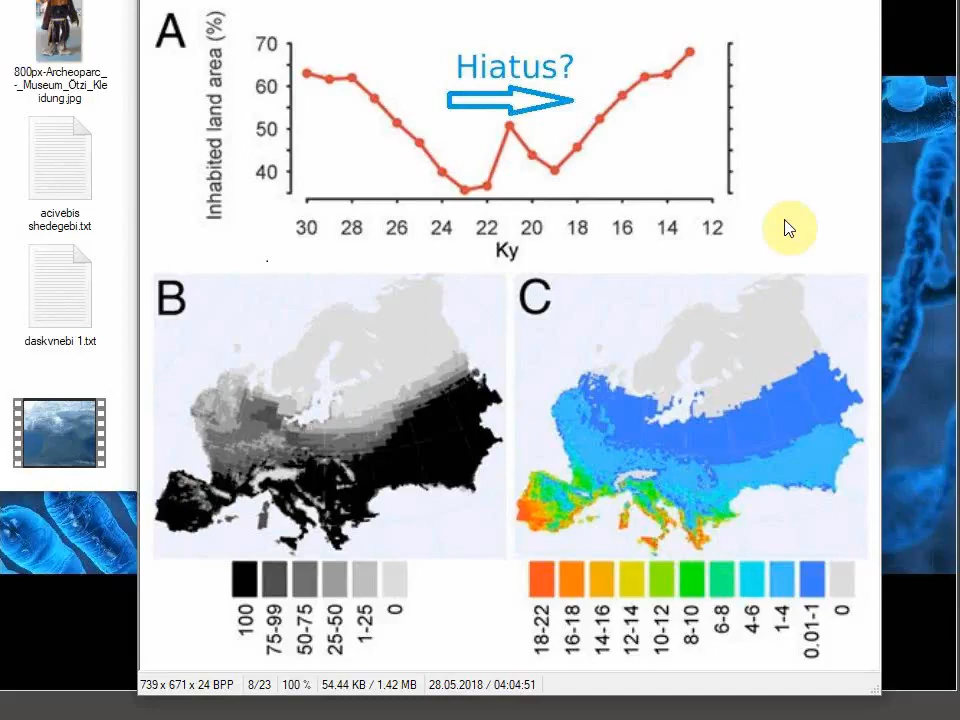 800px-Archeoparc_
-_Museum_Ötzi_Kle
idung.jpg
acivebis
shedegebi.txt
daskvnebi 1.txt
A
Inhabited land area (%)
70
60
50
40
Hiatus?
30 28 26 24 22 20 18 16 14 12
Ky
B
C
100 75-99 50-75 25-50 1-25 0
18-22 16-18 14-16 12-14 10-12 8-10 6-8 4-6 1-4 0.01-1 0
739 x 671 x 24 BPP 8/23 100 % 54.44 KB / 1.42 MB 28.05.2018 / 04:04:51